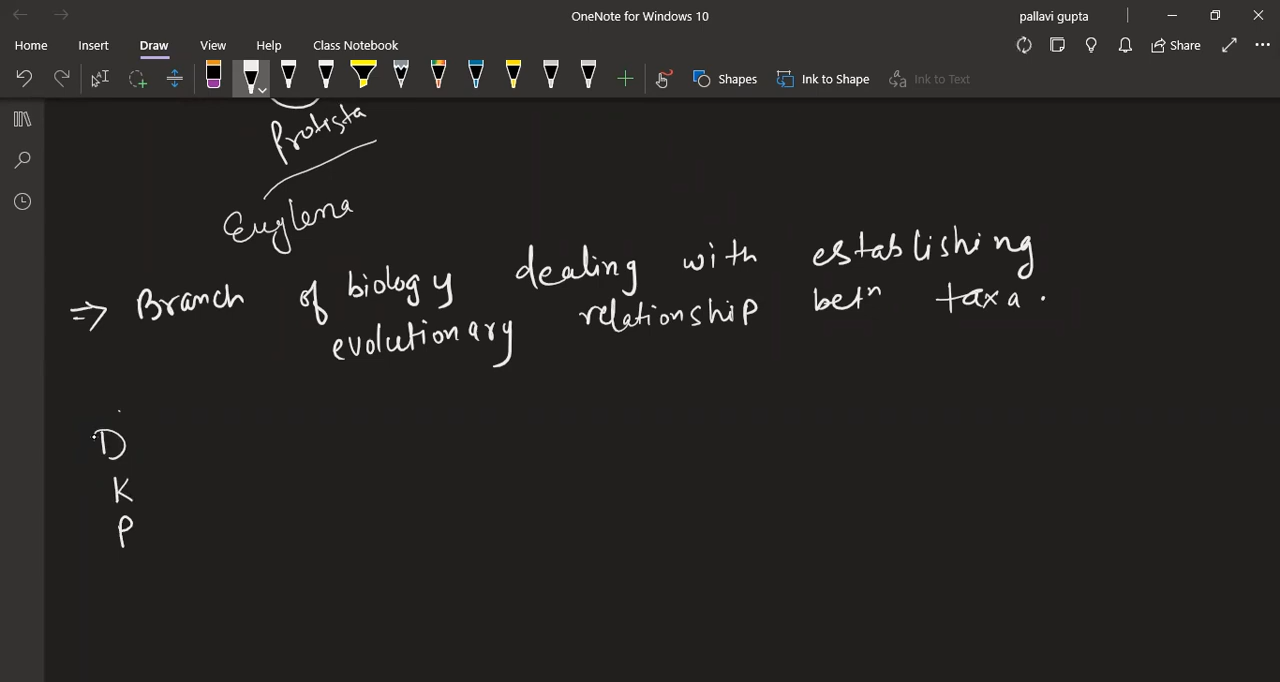 OneNote for Windows 10
pallavi gupta
Home Insert Draw View Help Class Notebook
Share
Shapes Ink to Shape Ink to Text
Protista
Euglena
⇒ Branch of biology dealing with establishing
evolutionary relationship betⁿ taxa.
D
K
P